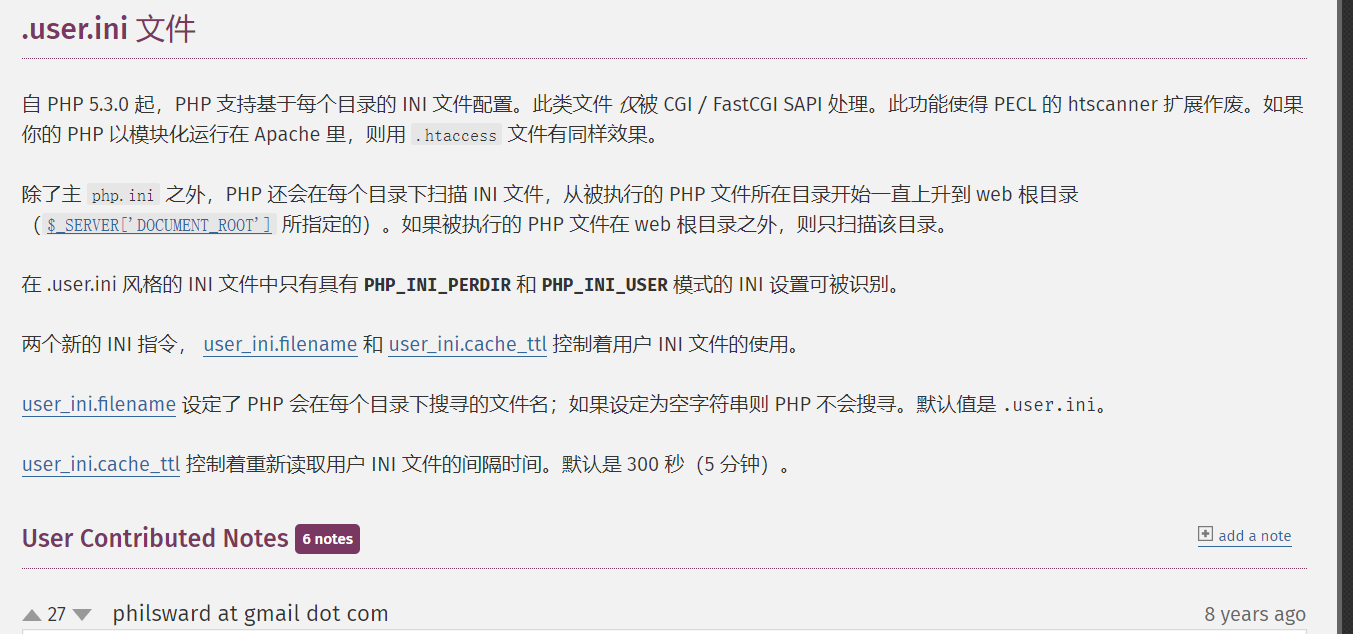 .user.ini 文件
自 PHP 5.3.0 起，PHP 支持基于每个目录的 INI 文件配置。此类文件 仅被 CGI / FastCGI SAPI 处理。此功能使得 PECL 的 htscanner 扩展作废。如果
你的 PHP 以模块化运行在 Apache 里，则用 .htaccess 文件有同样效果。
除了主 php.ini 之外，PHP 还会在每个目录下扫描 INI 文件，从被执行的 PHP 文件所在目录开始一直上升到 web 根目录
（$_SERVER['DOCUMENT_ROOT'] 所指定的）。如果被执行的 PHP 文件在 web 根目录之外，则只扫描该目录。
在 .user.ini 风格的 INI 文件中只有具有 PHP_INI_PERDIR 和 PHP_INI_USER 模式的 INI 设置可被识别。
两个新的 INI 指令， user_ini.filename 和 user_ini.cache_ttl 控制着用户 INI 文件的使用。
user_ini.filename 设定了 PHP 会在每个目录下搜寻的文件名；如果设定为空字符串则 PHP 不会搜寻。默认值是 .user.ini。
user_ini.cache_ttl 控制着重新读取用户 INI 文件的间隔时间。默认是 300 秒（5 分钟）。
User Contributed Notes 6 notes
add a note
27 philsward at gmail dot com
8 years ago